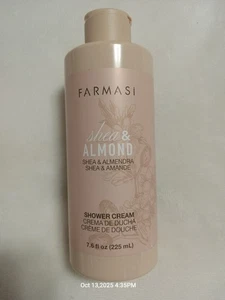 FARMASi
shea &
ALMOND
SHEA & ALMENDRA
SHEA & AMANDE
SHOWER CREAM
CREMA DE DUCHA
CRÈME DE DOUCHE
7.6 fl oz (225 mL)
Oct 13,2025 4:35PM